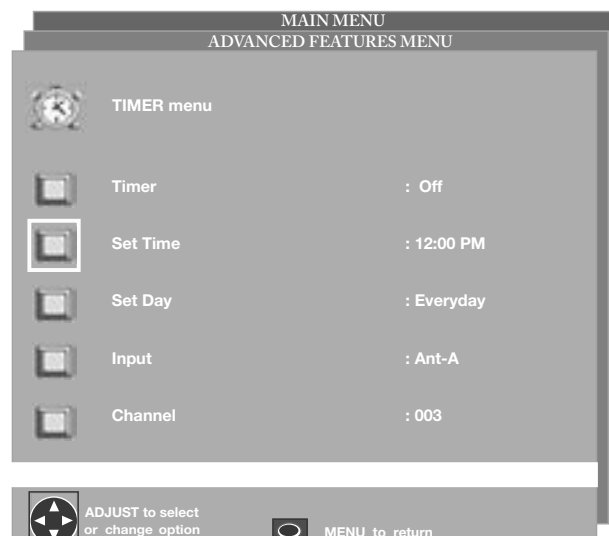 MAIN MENU
ADVANCED FEATURES MENU
TIMER menu
Timer : Off
Set Time : 12:00 PM
Set Day : Everyday
Input : Ant-A
Channel : 003
ADJUST to select
or change option
MENU to return